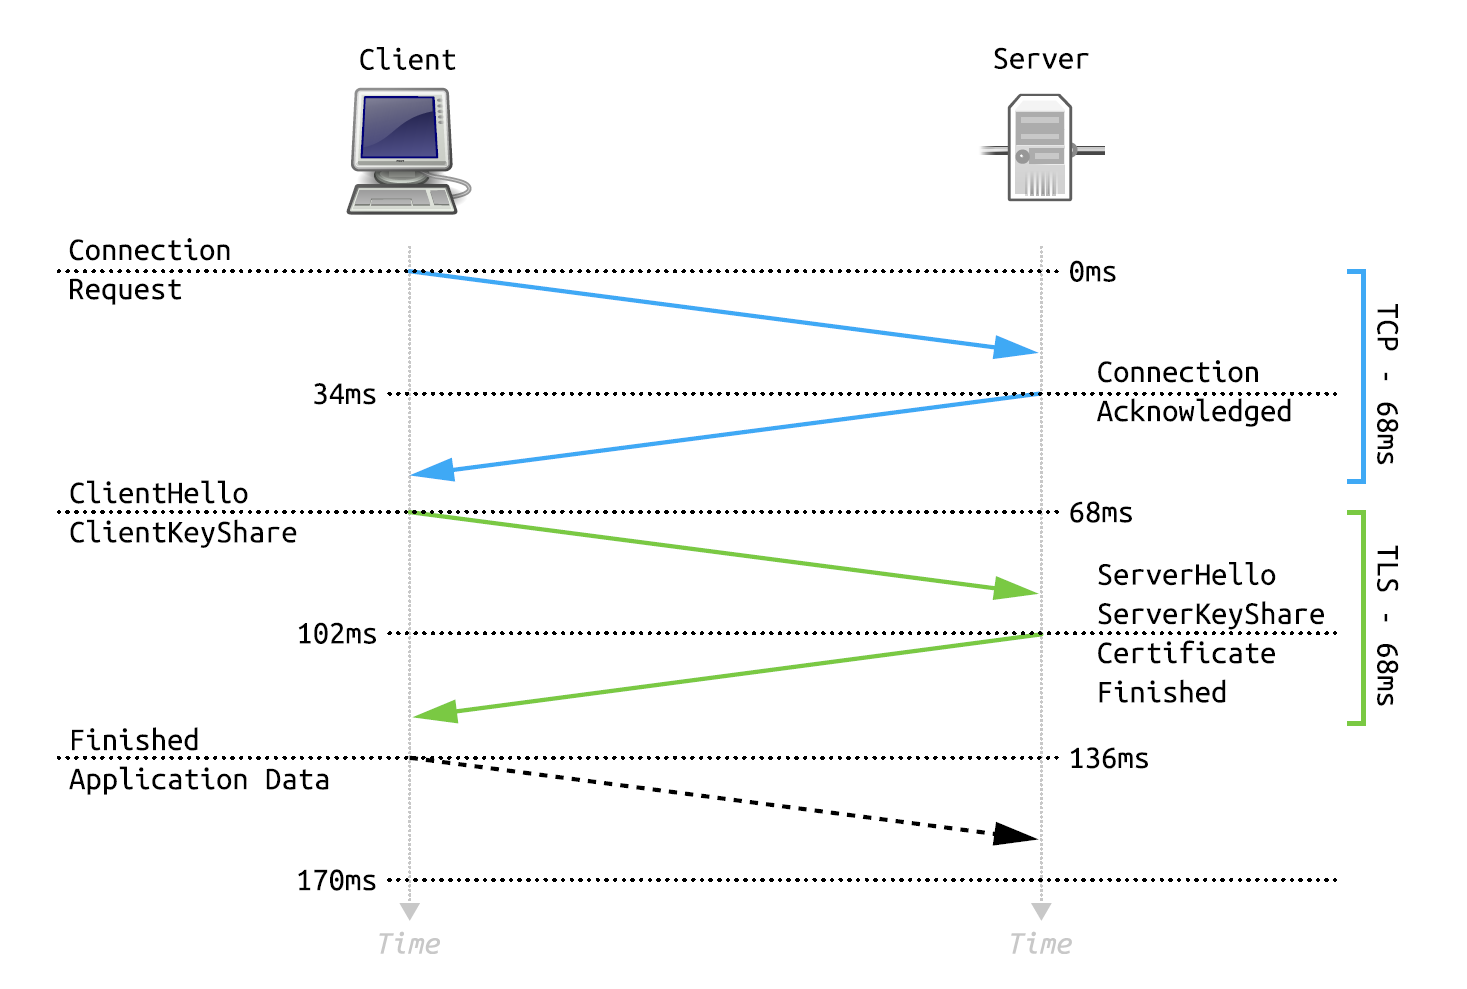 Client
Server
Connection
Request
0ms
34ms
Connection
Acknowledged
TCP - 68ms
ClientHello
ClientKeyShare
68ms
102ms
ServerHello
ServerKeyShare
Certificate
Finished
TLS - 68ms
Finished
Application Data
136ms
170ms
Time
Time